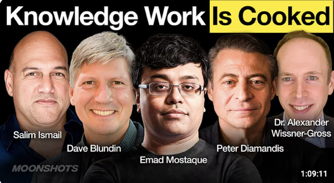 Knowledge Work Is Cooked
Salim Ismail
Dave Blundin
Emad Mostaque
Peter Diamandis
Dr. Alexander
Wissner-Gross
MOONSHOTS
1:09:11